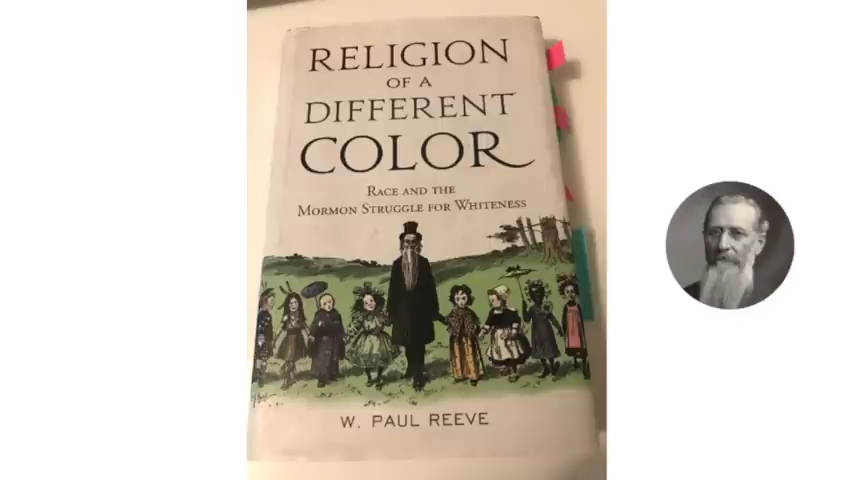 RELIGION
OF A
DIFFERENT
COLOR
RACE AND THE
MORMON STRUGGLE FOR WHITENESS
W. PAUL REEVE